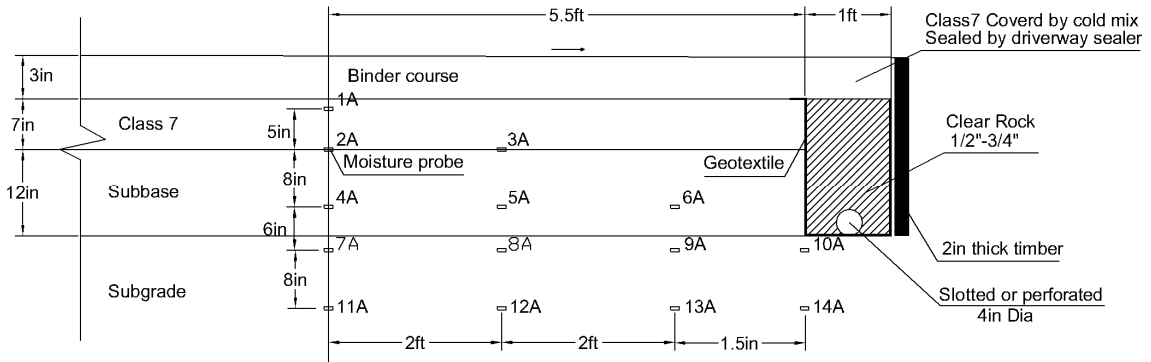 5.5ft
1ft
Class7 Coverd by cold mix
Sealed by driverway sealer
3in
Binder course
1A
7in
Class 7
5in
2A
3A
Clear Rock
1/2"-3/4"
Moisture probe
Geotextile
12in
Subbase
8in
4A
5A
6A
6in
7A
8A
9A
10A
2in thick timber
8in
Subgrade
Slotted or perforated
4in Dia
11A
12A
13A
14A
2ft
2ft
1.5in